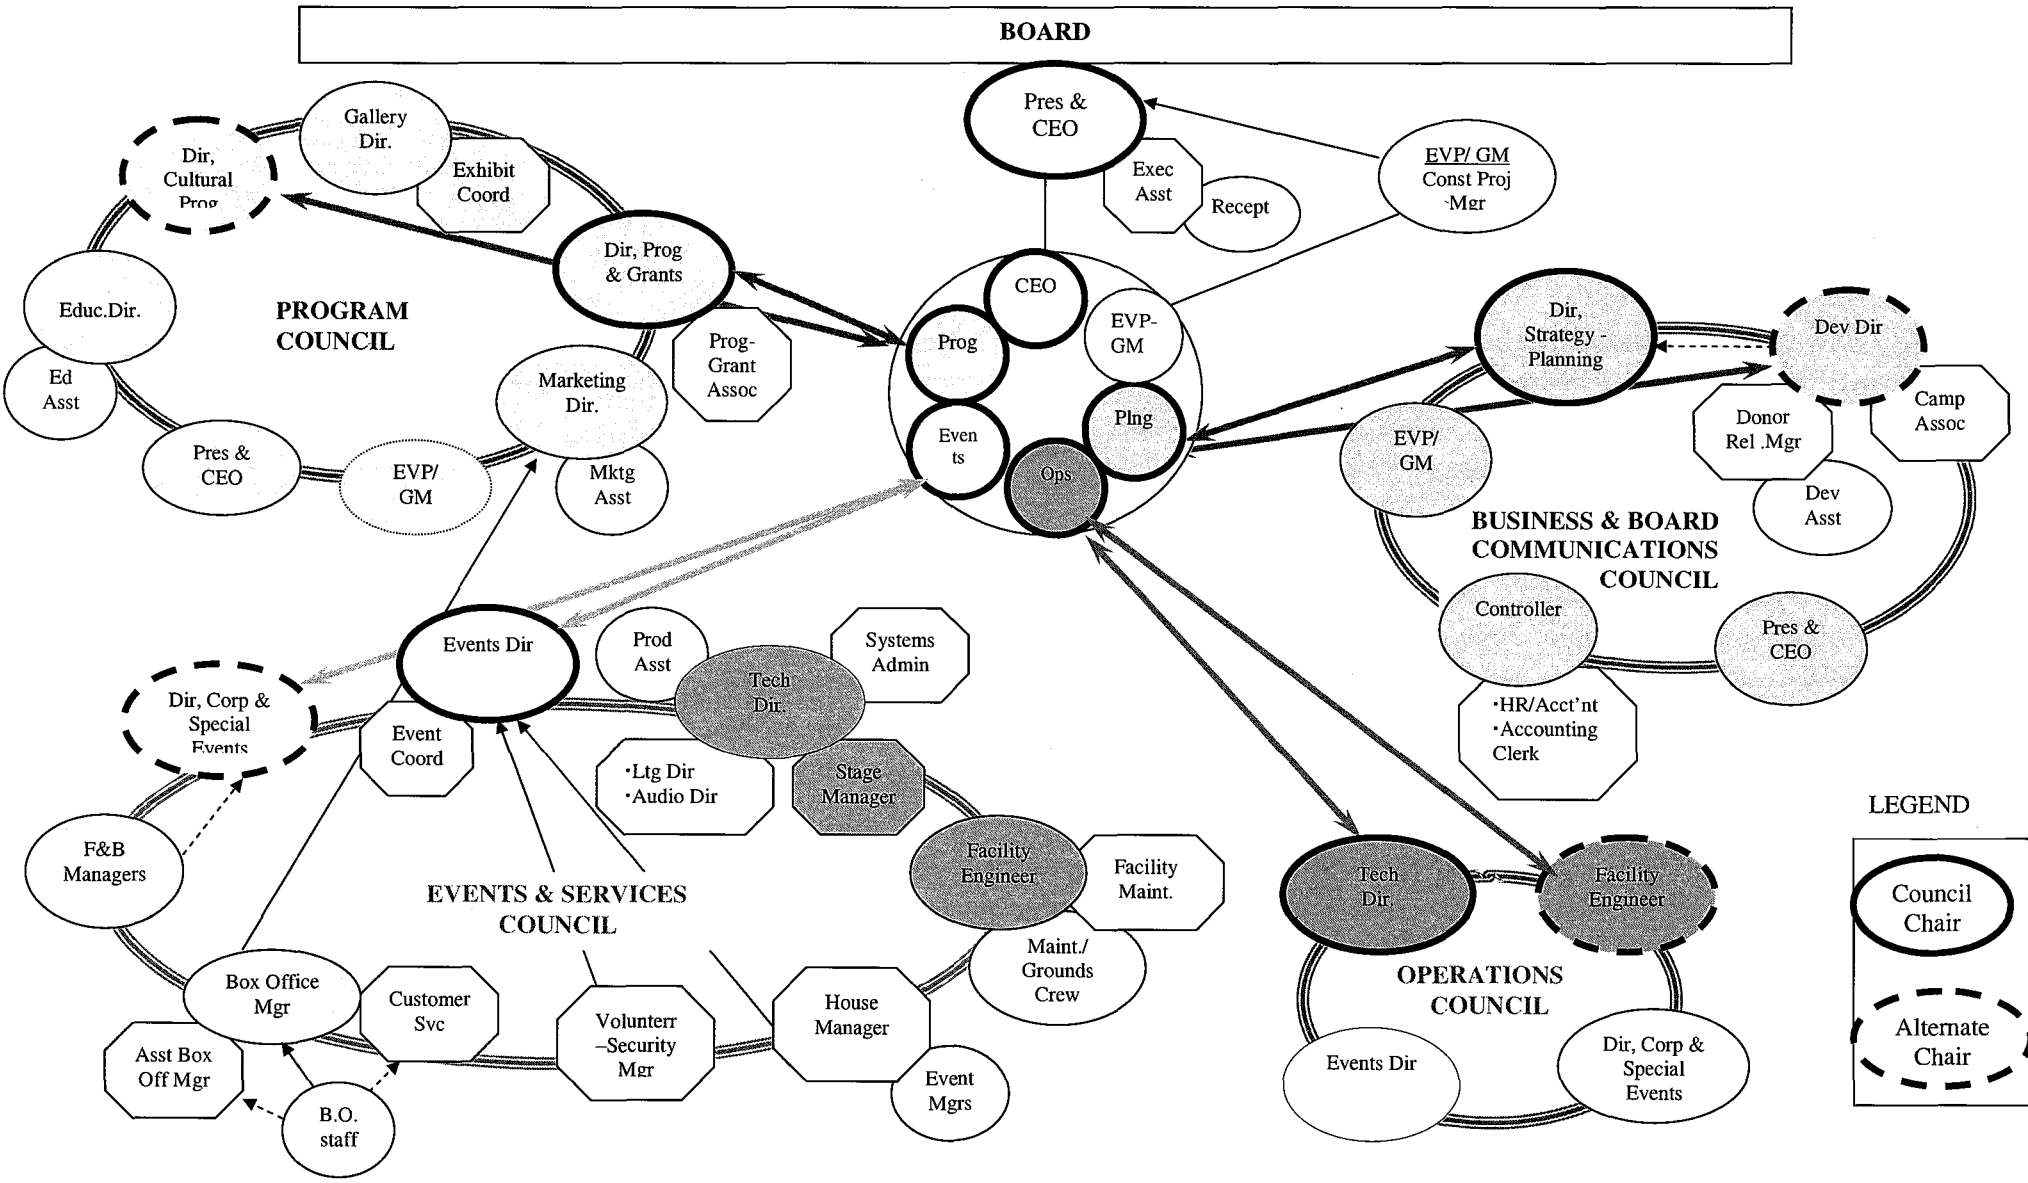 BOARD
Pres &
CEO
Exec
Asst
Recept
EVP/ GM
Const Proj
Mgr
Gallery
Dir.
Exhibit
Coord
Dir,
Cultural
Prog
Dir, Prog
& Grants
Prog-
Grant
Assoc
Educ.Dir.
Ed
Asst
PROGRAM
COUNCIL
Pres &
CEO
EVP/
GM
Marketing
Dir.
Mktg
Asst
CEO
EVP-
GM
Prog
Plng
Even
ts
Ops
Dir,
Strategy -
Planning
Dev Dir
Donor
Rel .Mgr
Camp
Assoc
Dev
Asst
EVP/
GM
BUSINESS & BOARD
COMMUNICATIONS
COUNCIL
Controller
Pres &
CEO
·HR/Acct'nt
·Accounting
Clerk
Events Dir
Prod
Asst
Tech
Dir.
Systems
Admin
Dir, Corp &
Special
Events
Event
Coord
·Ltg Dir
·Audio Dir
Stage
Manager
F&B
Managers
EVENTS & SERVICES
COUNCIL
Facility
Engineer
Facility
Maint.
Maint./
Grounds
Crew
Box Office
Mgr
Customer
Svc
Volunterr
–Security
Mgr
House
Manager
Event
Mgrs
Asst Box
Off Mgr
B.O.
staff
Tech
Dir.
Facility
Engineer
OPERATIONS
COUNCIL
Events Dir
Dir, Corp &
Special
Events
LEGEND
Council
Chair
Alternate
Chair